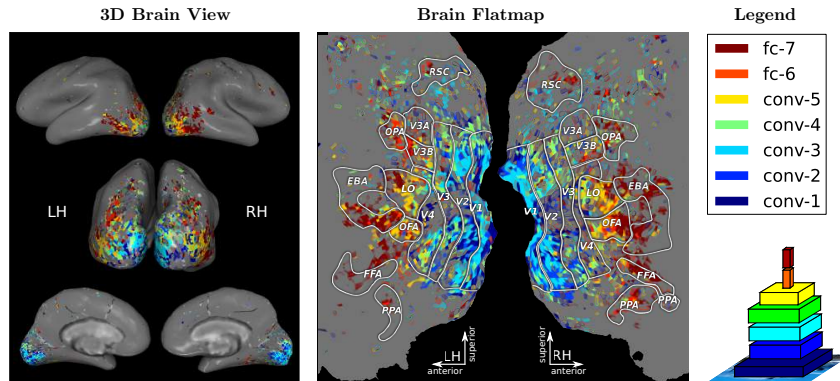 3D Brain View
Brain Flatmap
Legend
LH
RH
RSC
OPA
V3A
V3B
EBA
LO
V3
V2
V1
V4
OFA
FFA
PPA
LH
superior
anterior
RSC
V3A
OPA
V3B
V3
LO
EBA
V1
V2
OFA
V4
FFA
PPA
PPA
superior
RH
anterior
fc-7
fc-6
conv-5
conv-4
conv-3
conv-2
conv-1